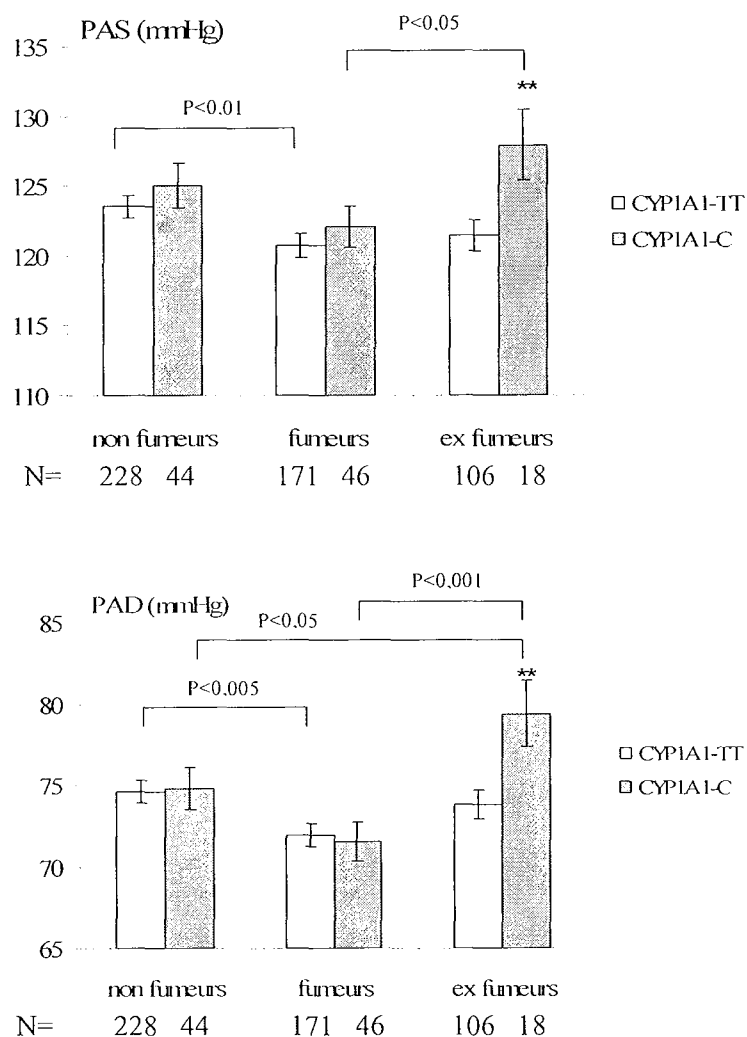 P<0,05
PAS (mmHg)
135
P<0,01
**
130
125
CYP1A1-TT
CYP1A1-C
120
115
110
non fumeurs fumeurs ex fumeurs
N= 228 44 171 46 106 18
P<0,001
PAD (mmHg)
85
P<0,05
P<0,005
**
80
CYP1A1-TT
75
CYP1A1-C
70
65
non fumeurs fumeurs ex fumeurs
N= 228 44 171 46 106 18